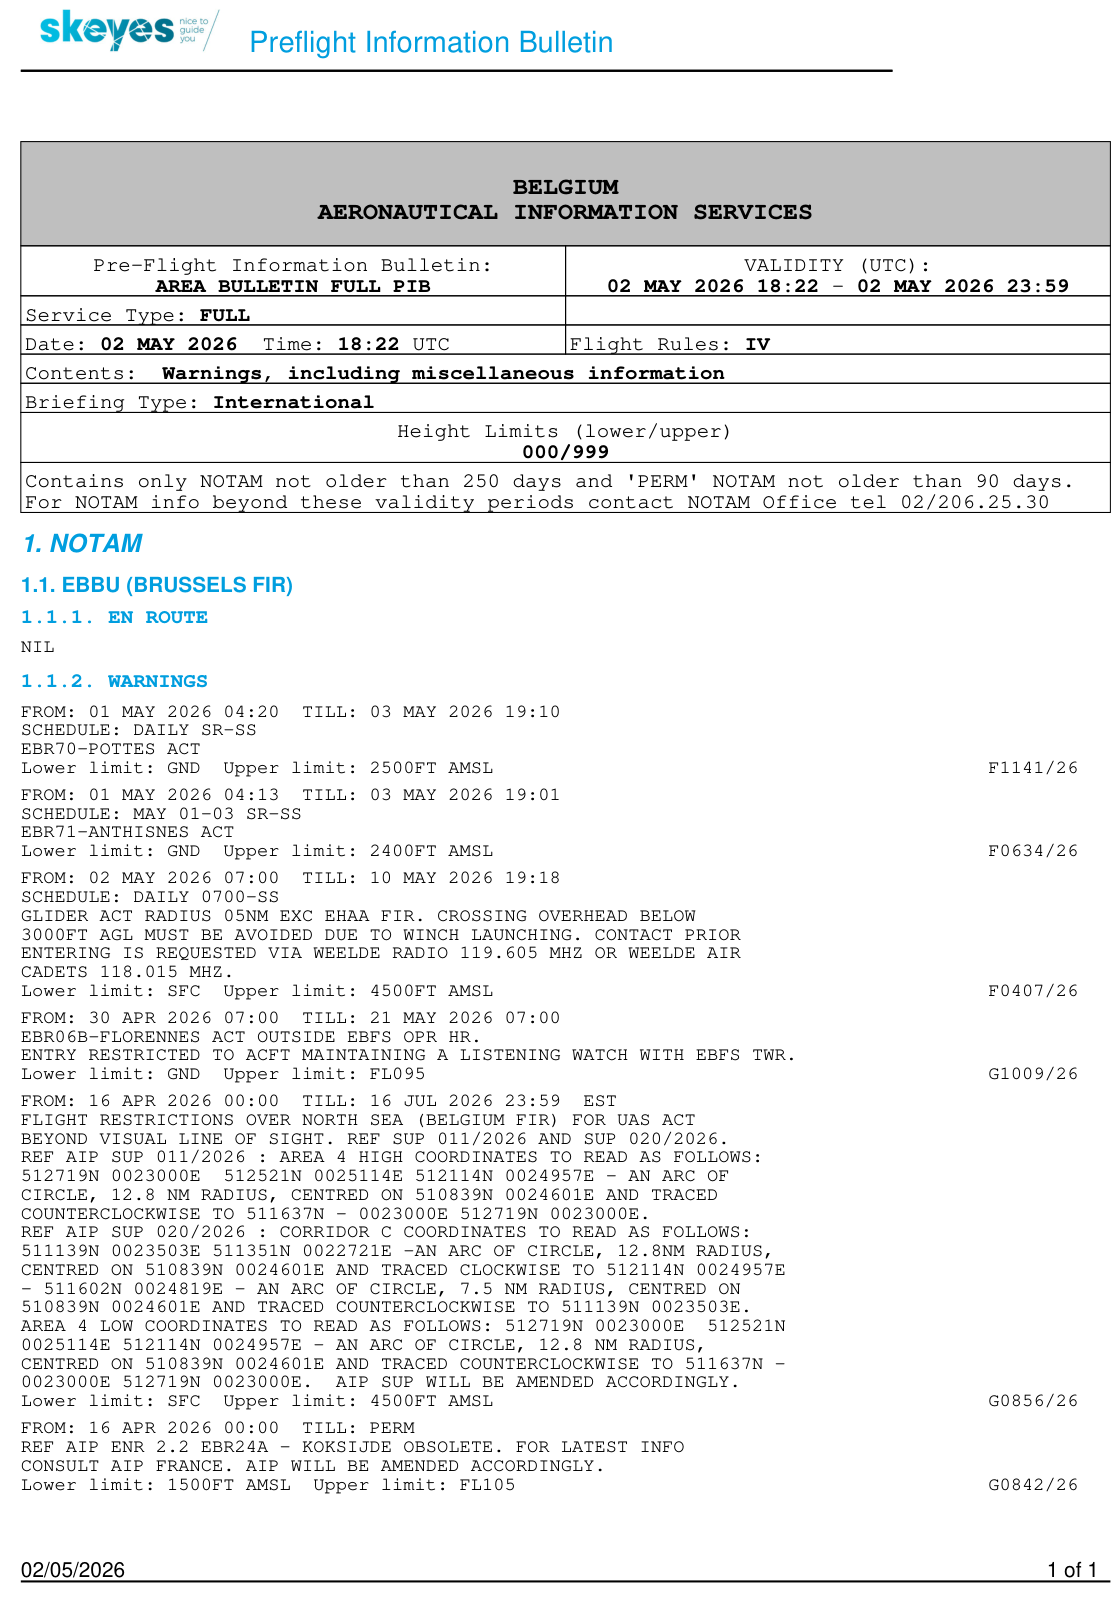 skeyes nice to guide you
Preflight Information Bulletin
BELGIUM
AERONAUTICAL INFORMATION SERVICES
Pre-Flight Information Bulletin:
AREA BULLETIN FULL PIB
VALIDITY (UTC):
02 MAY 2026 18:22 - 02 MAY 2026 23:59
Service Type: FULL
Date: 02 MAY 2026  Time: 18:22 UTC
Flight Rules: IV
Contents:  Warnings, including miscellaneous information
Briefing Type: International
Height Limits (lower/upper)
000/999
Contains only NOTAM not older than 250 days and 'PERM' NOTAM not older than 90 days.
For NOTAM info beyond these validity periods contact NOTAM Office tel 02/206.25.30
1. NOTAM
1.1. EBBU (BRUSSELS FIR)
1.1.1. EN ROUTE
NIL
1.1.2. WARNINGS
FROM: 01 MAY 2026 04:20  TILL: 03 MAY 2026 19:10
SCHEDULE: DAILY SR-SS
EBR70-POTTES ACT
Lower limit: GND  Upper limit: 2500FT AMSL F1141/26
FROM: 01 MAY 2026 04:13  TILL: 03 MAY 2026 19:01
SCHEDULE: MAY 01-03 SR-SS
EBR71-ANTHISNES ACT
Lower limit: GND  Upper limit: 2400FT AMSL F0634/26
FROM: 02 MAY 2026 07:00  TILL: 10 MAY 2026 19:18
SCHEDULE: DAILY 0700-SS
GLIDER ACT RADIUS 05NM EXC EHAA FIR. CROSSING OVERHEAD BELOW
3000FT AGL MUST BE AVOIDED DUE TO WINCH LAUNCHING. CONTACT PRIOR
ENTERING IS REQUESTED VIA WEELDE RADIO 119.605 MHZ OR WEELDE AIR
CADETS 118.015 MHZ.
Lower limit: SFC  Upper limit: 4500FT AMSL F0407/26
FROM: 30 APR 2026 07:00  TILL: 21 MAY 2026 07:00
EBR06B-FLORENNES ACT OUTSIDE EBFS OPR HR.
ENTRY RESTRICTED TO ACFT MAINTAINING A LISTENING WATCH WITH EBFS TWR.
Lower limit: GND  Upper limit: FL095 G1009/26
FROM: 16 APR 2026 00:00  TILL: 16 JUL 2026 23:59  EST
FLIGHT RESTRICTIONS OVER NORTH SEA (BELGIUM FIR) FOR UAS ACT
BEYOND VISUAL LINE OF SIGHT. REF SUP 011/2026 AND SUP 020/2026.
REF AIP SUP 011/2026 : AREA 4 HIGH COORDINATES TO READ AS FOLLOWS:
512719N 0023000E  512521N 0025114E 512114N 0024957E - AN ARC OF
CIRCLE, 12.8 NM RADIUS, CENTRED ON 510839N 0024601E AND TRACED
COUNTERCLOCKWISE TO 511637N - 0023000E 512719N 0023000E.
REF AIP SUP 020/2026 : CORRIDOR C COORDINATES TO READ AS FOLLOWS:
511139N 0023503E 511351N 0022721E -AN ARC OF CIRCLE, 12.8NM RADIUS,
CENTRED ON 510839N 0024601E AND TRACED CLOCKWISE TO 512114N 0024957E
- 511602N 0024819E - AN ARC OF CIRCLE, 7.5 NM RADIUS, CENTRED ON
510839N 0024601E AND TRACED COUNTERCLOCKWISE TO 511139N 0023503E.
AREA 4 LOW COORDINATES TO READ AS FOLLOWS: 512719N 0023000E  512521N
0025114E 512114N 0024957E - AN ARC OF CIRCLE, 12.8 NM RADIUS,
CENTRED ON 510839N 0024601E AND TRACED COUNTERCLOCKWISE TO 511637N -
0023000E 512719N 0023000E.  AIP SUP WILL BE AMENDED ACCORDINGLY.
Lower limit: SFC  Upper limit: 4500FT AMSL G0856/26
FROM: 16 APR 2026 00:00  TILL: PERM
REF AIP ENR 2.2 EBR24A - KOKSIJDE OBSOLETE. FOR LATEST INFO
CONSULT AIP FRANCE. AIP WILL BE AMENDED ACCORDINGLY.
Lower limit: 1500FT AMSL  Upper limit: FL105 G0842/26
02/05/2026 1 of 1